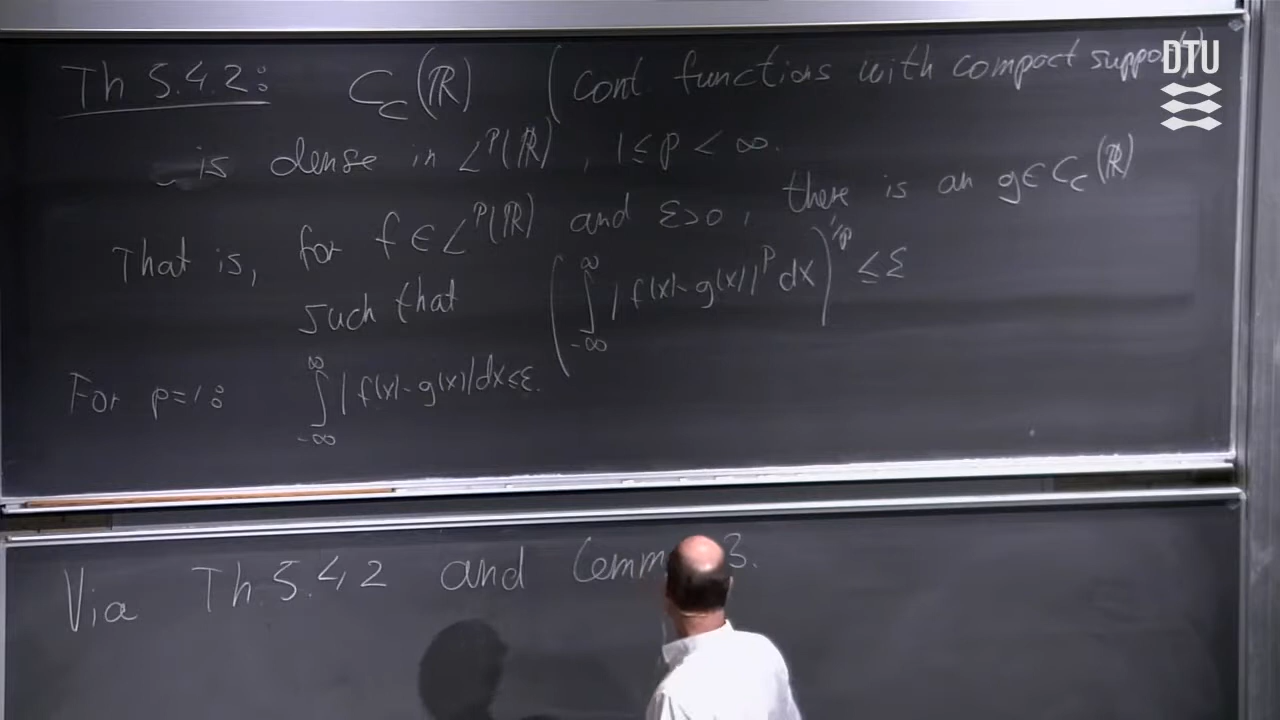 Th 5.4.2: C_c(ℝ) (cont. functions with compact support)
DTU
is dense in L^p(ℝ), 1≤p<∞.
That is, for f∈L^p(ℝ) and ε>0, there is an g∈C_c(ℝ)
such that (∫_{-∞}^{∞} |f(x)-g(x)|^p dx)^{1/p} ≤ε
For p=1: ∫_{-∞}^{∞} |f(x)-g(x)|dx≤ε.
Via Th.5.4.2 and 3.